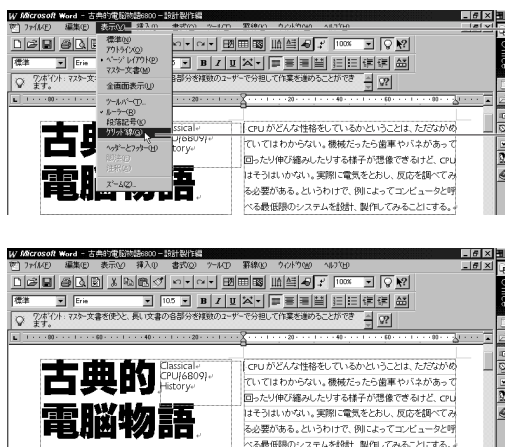 Microsoft Word - 古典的電脳物語6800 - 設計製作編
ファイル(F) 編集(E) 表示(V) 挿入(I) 書式(O) ツール(T) 罫線(A) ウィンドウ(W) ヘルプ(H)
標準(N)
アウトライン(O)
ページ レイアウト(P)
マスター文書(M)
全画面表示(U)
ツールバー(T)...
ルーラー(R)
段落記号(K)
グリッド線(G)
ヘッダーとフッター(H)
脚注(F)
注釈(A)
ズーム(Z)...
100%
標準
Erie
B I U
ワンポイント: マスター文
部分を複数のユーザーで分担して作業を進めることができ
ます。
古
電脳物語
ssical
U(6809)
tory
CPU がどんな性格をしているかということは、ただながめ
ていてはわからない。機械だったら歯車やバネがあって
回ったり伸び縮みしたりする様子が想像できるけど、CPU
はそうはいかない。実際に電気をとおし、反応を調べてみ
る必要がある。というわけで、例によってコンピュータと呼
べる最低限のシステムを設計、製作してみることにする。
Microsoft Word - 古典的電脳物語6800 - 設計製作編
ファイル(F) 編集(E) 表示(V) 挿入(I) 書式(O) ツール(T) 罫線(A) ウィンドウ(W) ヘルプ(H)
100%
標準
Erie
10.5
B I U
ワンポイント: マスター文書を使うと、長い文書の各部分を複数のユーザーで分担して作業を進めることができ
ます。
古典的
電脳物語
Classical
CPU(6809)
History
CPU がどんな性格をしているかということは、ただながめ
ていてはわからない。機械だったら歯車やバネがあって
回ったり伸び縮みしたりする様子が想像できるけど、CPU
はそうはいかない。実際に電気をとおし、反応を調べてみ
る必要がある。というわけで、例によってコンピュータと呼
べる最低限のシステムを設計、製作してみることにする。